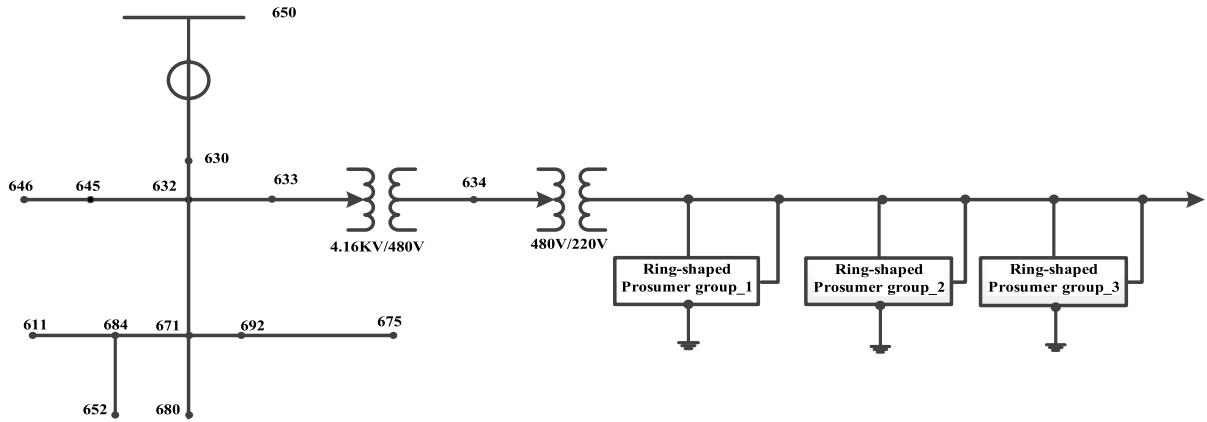 650
630
646
645
632
633
634
4.16KV/480V
480V/220V
Ring-shaped
Prosumer group_1
Ring-shaped
Prosumer group_2
Ring-shaped
Prosumer group_3
611
684
671
692
675
652
680